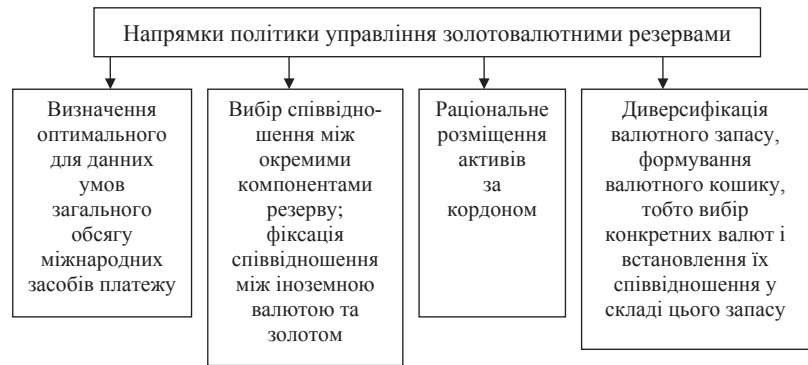 Напрямки політики управління золотовалютними резервами
Визначення
оптимального
для данних
умов
загального
обсягу
міжнародних
засобів платежу
Вибір співвідно-
шення між
окремими
компонентами
резерву;
фіксація
співвідношення
між іноземною
валютою та
золотом
Раціональне
розміщення
активів
за
кордоном
Диверсифікація
валютного запасу,
формування
валютного кошику,
тобто вибір
конкретних валют і
встановлення їх
співвідношення у
складі цього запасу